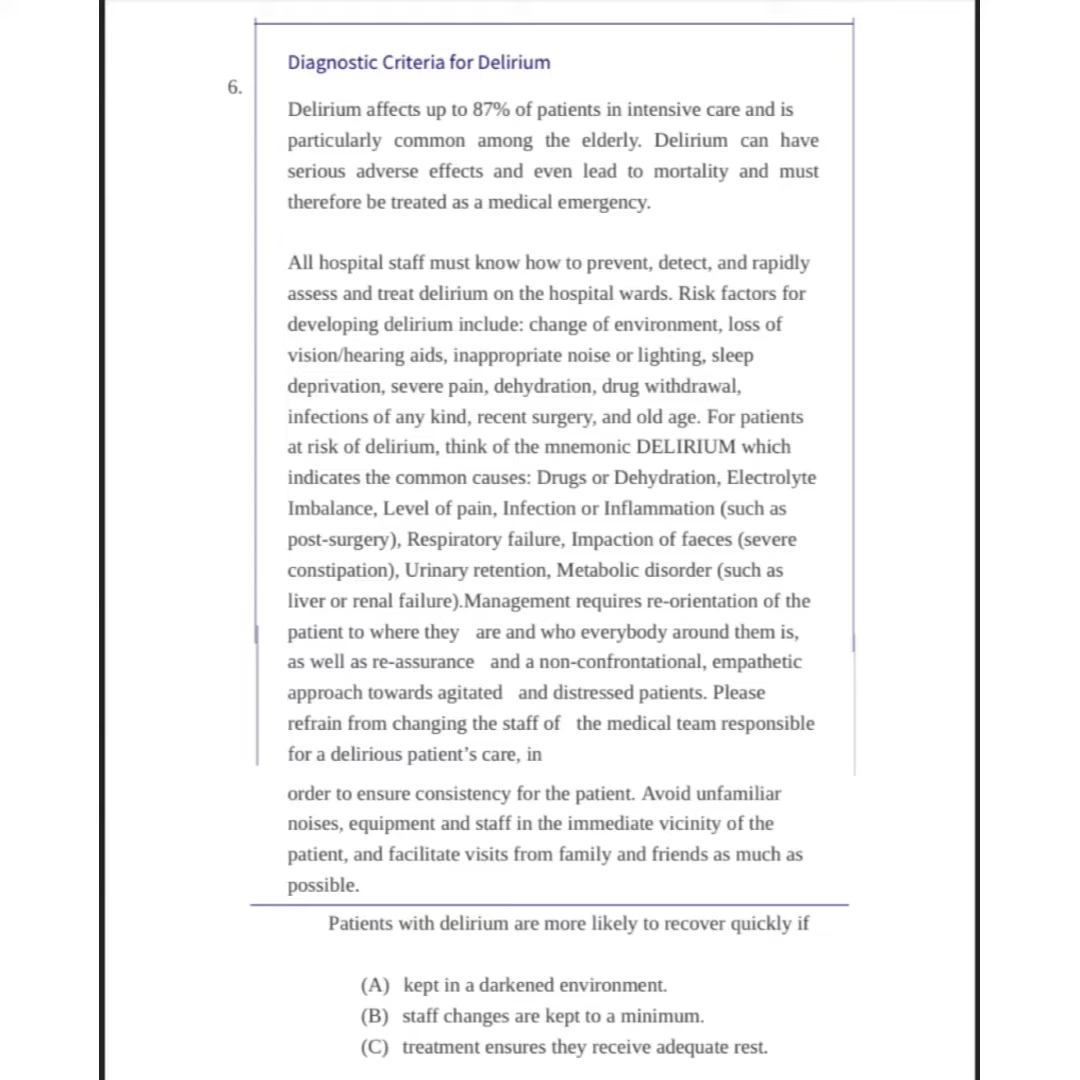 Diagnostic Criteria for Delirium
6.
Delirium affects up to 87% of patients in intensive care and is
particularly common among the elderly. Delirium can have
serious adverse effects and even lead to mortality and must
therefore be treated as a medical emergency.
All hospital staff must know how to prevent, detect, and rapidly
assess and treat delirium on the hospital wards. Risk factors for
developing delirium include: change of environment, loss of
vision/hearing aids, inappropriate noise or lighting, sleep
deprivation, severe pain, dehydration, drug withdrawal,
infections of any kind, recent surgery, and old age. For patients
at risk of delirium, think of the mnemonic DELIRIUM which
indicates the common causes: Drugs or Dehydration, Electrolyte
Imbalance, Level of pain, Infection or Inflammation (such as
post-surgery), Respiratory failure, Impaction of faeces (severe
constipation), Urinary retention, Metabolic disorder (such as
liver or renal failure).Management requires re-orientation of the
patient to where they are and who everybody around them is,
as well as re-assurance and a non-confrontational, empathetic
approach towards agitated and distressed patients. Please
refrain from changing the staff of the medical team responsible
for a delirious patient's care, in
order to ensure consistency for the patient. Avoid unfamiliar
noises, equipment and staff in the immediate vicinity of the
patient, and facilitate visits from family and friends as much as
possible.
Patients with delirium are more likely to recover quickly if
(A) kept in a darkened environment.
(B) staff changes are kept to a minimum.
(C) treatment ensures they receive adequate rest.